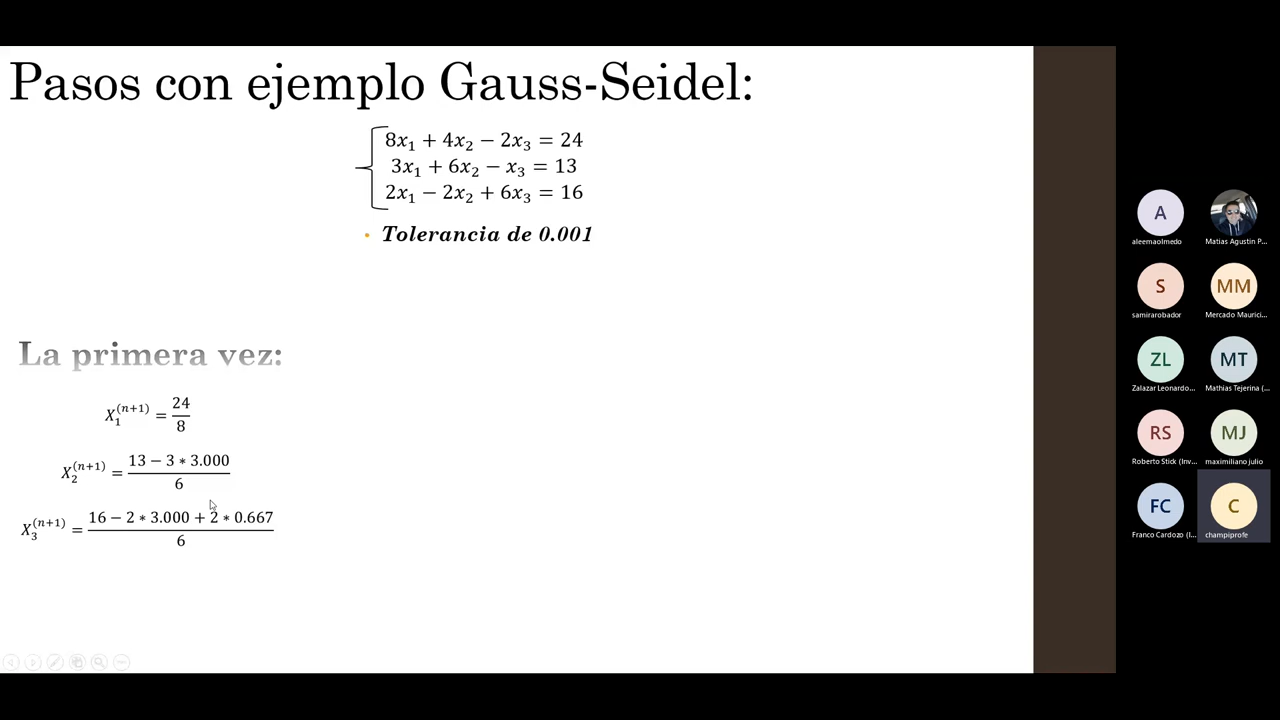 Pasos con ejemplo Gauss-Seidel:
8x₁ + 4x₂ − 2x₃ = 24
3x₁ + 6x₂ − x₃ = 13
2x₁ − 2x₂ + 6x₃ = 16
• Tolerancia de 0.001
La primera vez:
X₁⁽ⁿ⁺¹⁾ = 24/8
X₂⁽ⁿ⁺¹⁾ = (13 − 3 * 3.000)/6
X₃⁽ⁿ⁺¹⁾ = (16 − 2 * 3.000 + 2 * 0.667)/6
A
aleemaolmedo
Matias Agustin P...
S
samirarobador
MM
Mercado Maurici...
ZL
Zalazar Leonardo...
MT
Mathias Tejerina (...
RS
Roberto Stick (Inv...
MJ
maximiliano julio
FC
Franco Cardozo (I...
C
champiprofe